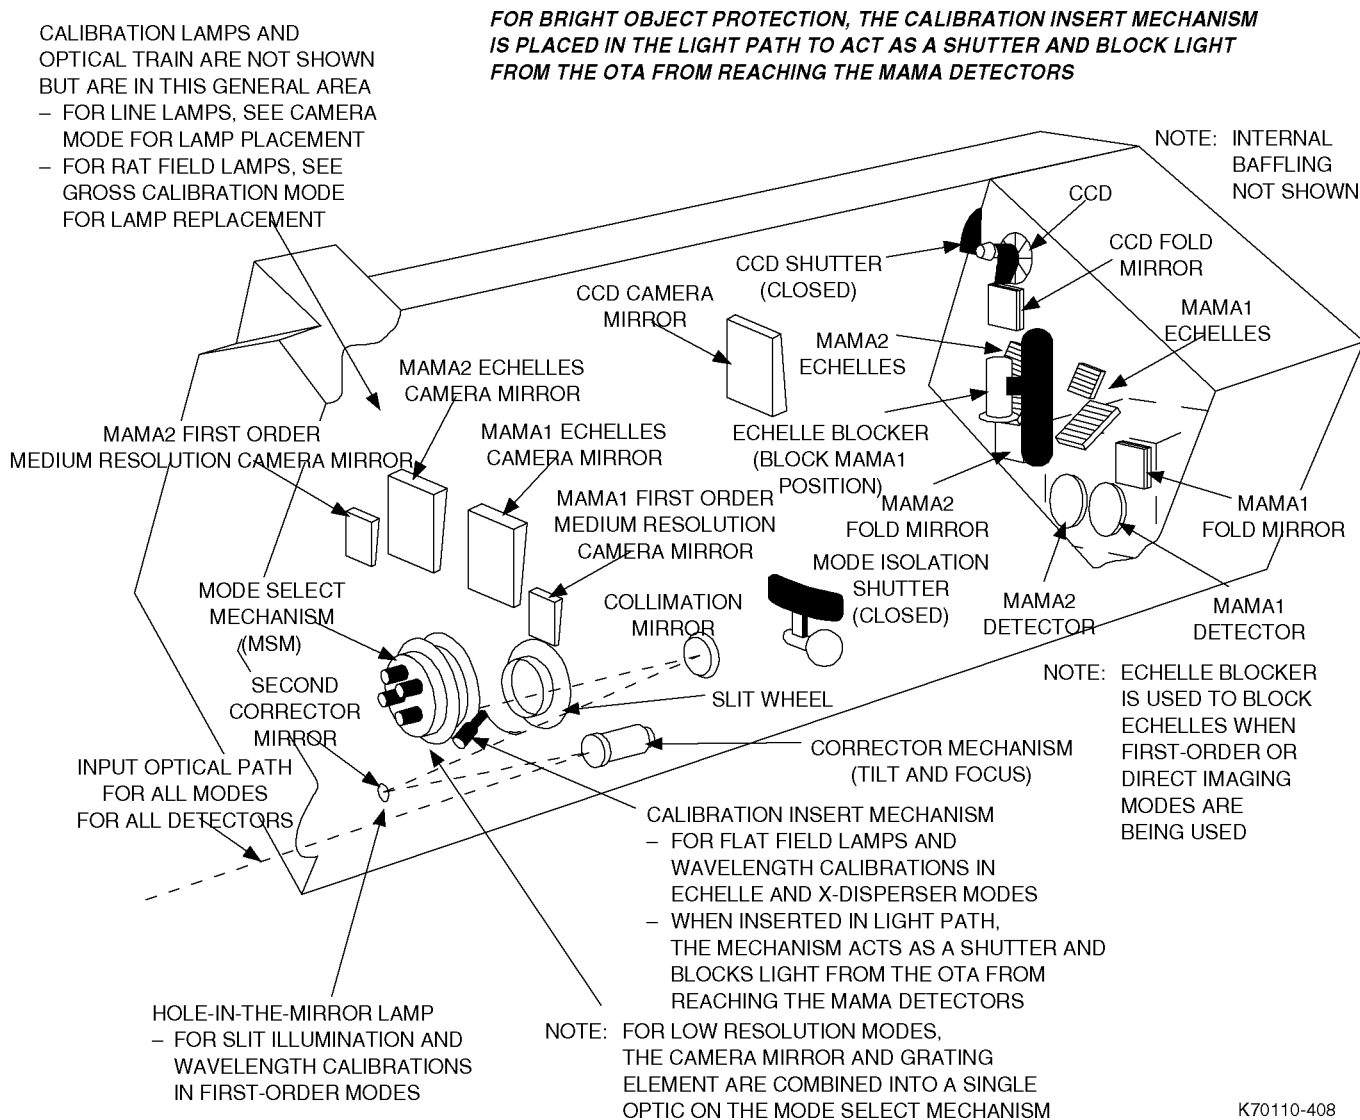 CALIBRATION LAMPS AND
OPTICAL TRAIN ARE NOT SHOWN
BUT ARE IN THIS GENERAL AREA
– FOR LINE LAMPS, SEE CAMERA
MODE FOR LAMP PLACEMENT
– FOR RAT FIELD LAMPS, SEE
GROSS CALIBRATION MODE
FOR LAMP REPLACEMENT
FOR BRIGHT OBJECT PROTECTION, THE CALIBRATION INSERT MECHANISM
IS PLACED IN THE LIGHT PATH TO ACT AS A SHUTTER AND BLOCK LIGHT
FROM THE OTA FROM REACHING THE MAMA DETECTORS
NOTE: INTERNAL
BAFFLING
NOT SHOWN
CCD
CCD FOLD
MIRROR
CCD SHUTTER
(CLOSED)
CCD CAMERA
MIRROR
MAMA1
ECHELLES
MAMA2
ECHELLES
MAMA2 ECHELLES
CAMERA MIRROR
MAMA2 FIRST ORDER
MEDIUM RESOLUTION CAMERA MIRROR
MAMA1 ECHELLES
CAMERA MIRROR
ECHELLE BLOCKER
(BLOCK MAMA1
POSITION)
MAMA1 FIRST ORDER
MEDIUM RESOLUTION
CAMERA MIRROR
MAMA2
FOLD MIRROR
MAMA1
FOLD MIRROR
MODE ISOLATION
SHUTTER
(CLOSED)
MODE SELECT
MECHANISM
(MSM)
COLLIMATION
MIRROR
MAMA2
DETECTOR
MAMA1
DETECTOR
SECOND
CORRECTOR
MIRROR
SLIT WHEEL
NOTE: ECHELLE BLOCKER
IS USED TO BLOCK
ECHELLES WHEN
FIRST-ORDER OR
DIRECT IMAGING
MODES ARE
BEING USED
CORRECTOR MECHANISM
(TILT AND FOCUS)
INPUT OPTICAL PATH
FOR ALL MODES
FOR ALL DETECTORS
CALIBRATION INSERT MECHANISM
– FOR FLAT FIELD LAMPS AND
WAVELENGTH CALIBRATIONS IN
ECHELLE AND X-DISPERSER MODES
– WHEN INSERTED IN LIGHT PATH,
THE MECHANISM ACTS AS A SHUTTER AND
BLOCKS LIGHT FROM THE OTA FROM
REACHING THE MAMA DETECTORS
HOLE-IN-THE-MIRROR LAMP
– FOR SLIT ILLUMINATION AND
WAVELENGTH CALIBRATIONS
IN FIRST-ORDER MODES
NOTE: FOR LOW RESOLUTION MODES,
THE CAMERA MIRROR AND GRATING
ELEMENT ARE COMBINED INTO A SINGLE
OPTIC ON THE MODE SELECT MECHANISM
K70110-408